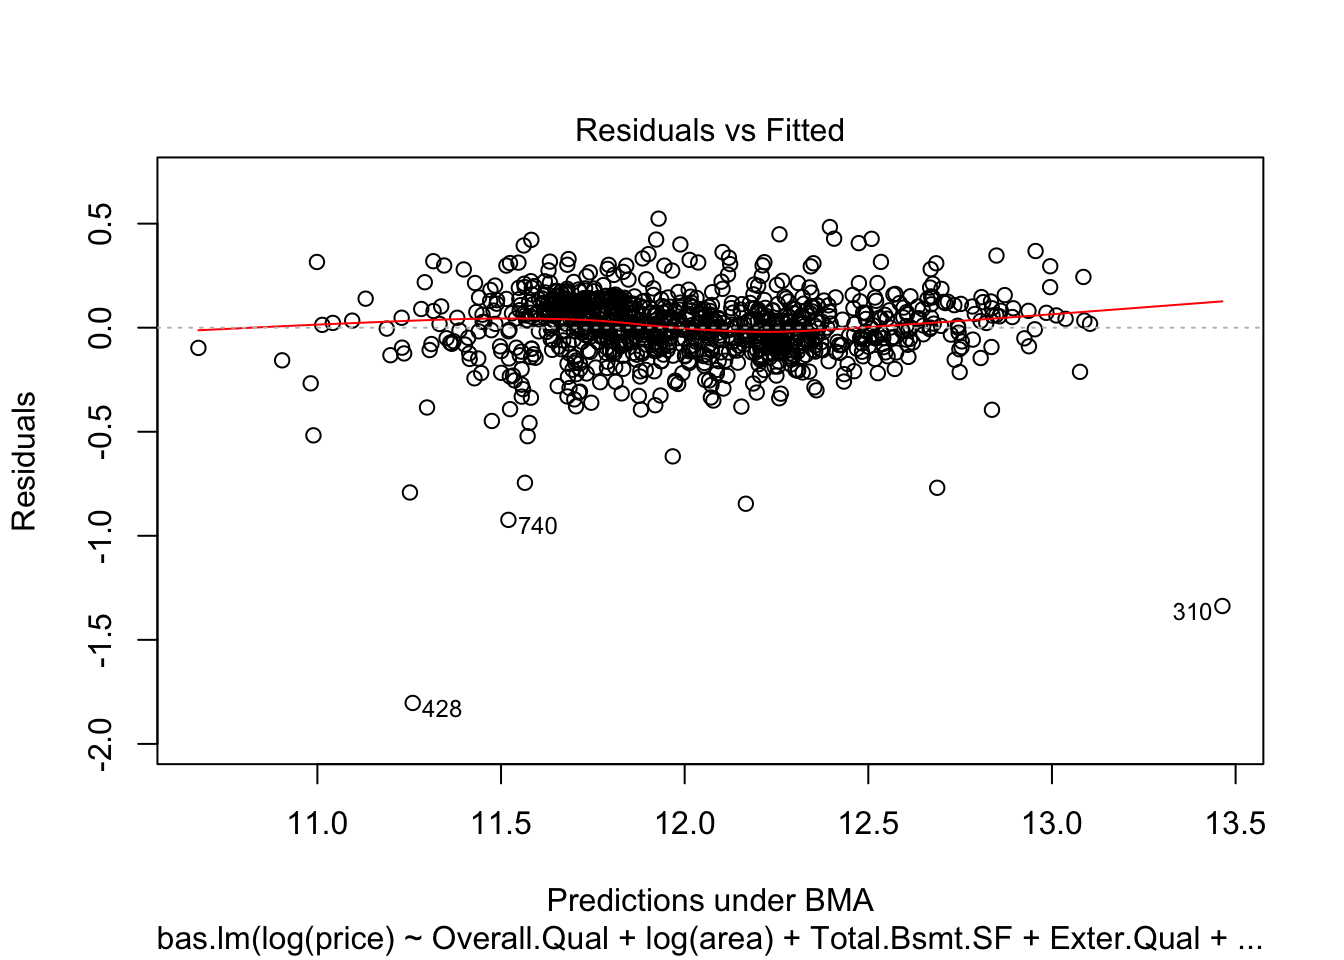 Residuals vs Fitted
Residuals
0.5
0.0
-0.5
-1.0
-1.5
-2.0
740
310
428
11.0 11.5 12.0 12.5 13.0 13.5
Predictions under BMA
bas.lm(log(price) ~ Overall.Qual + log(area) + Total.Bsmt.SF + Exter.Qual + ...